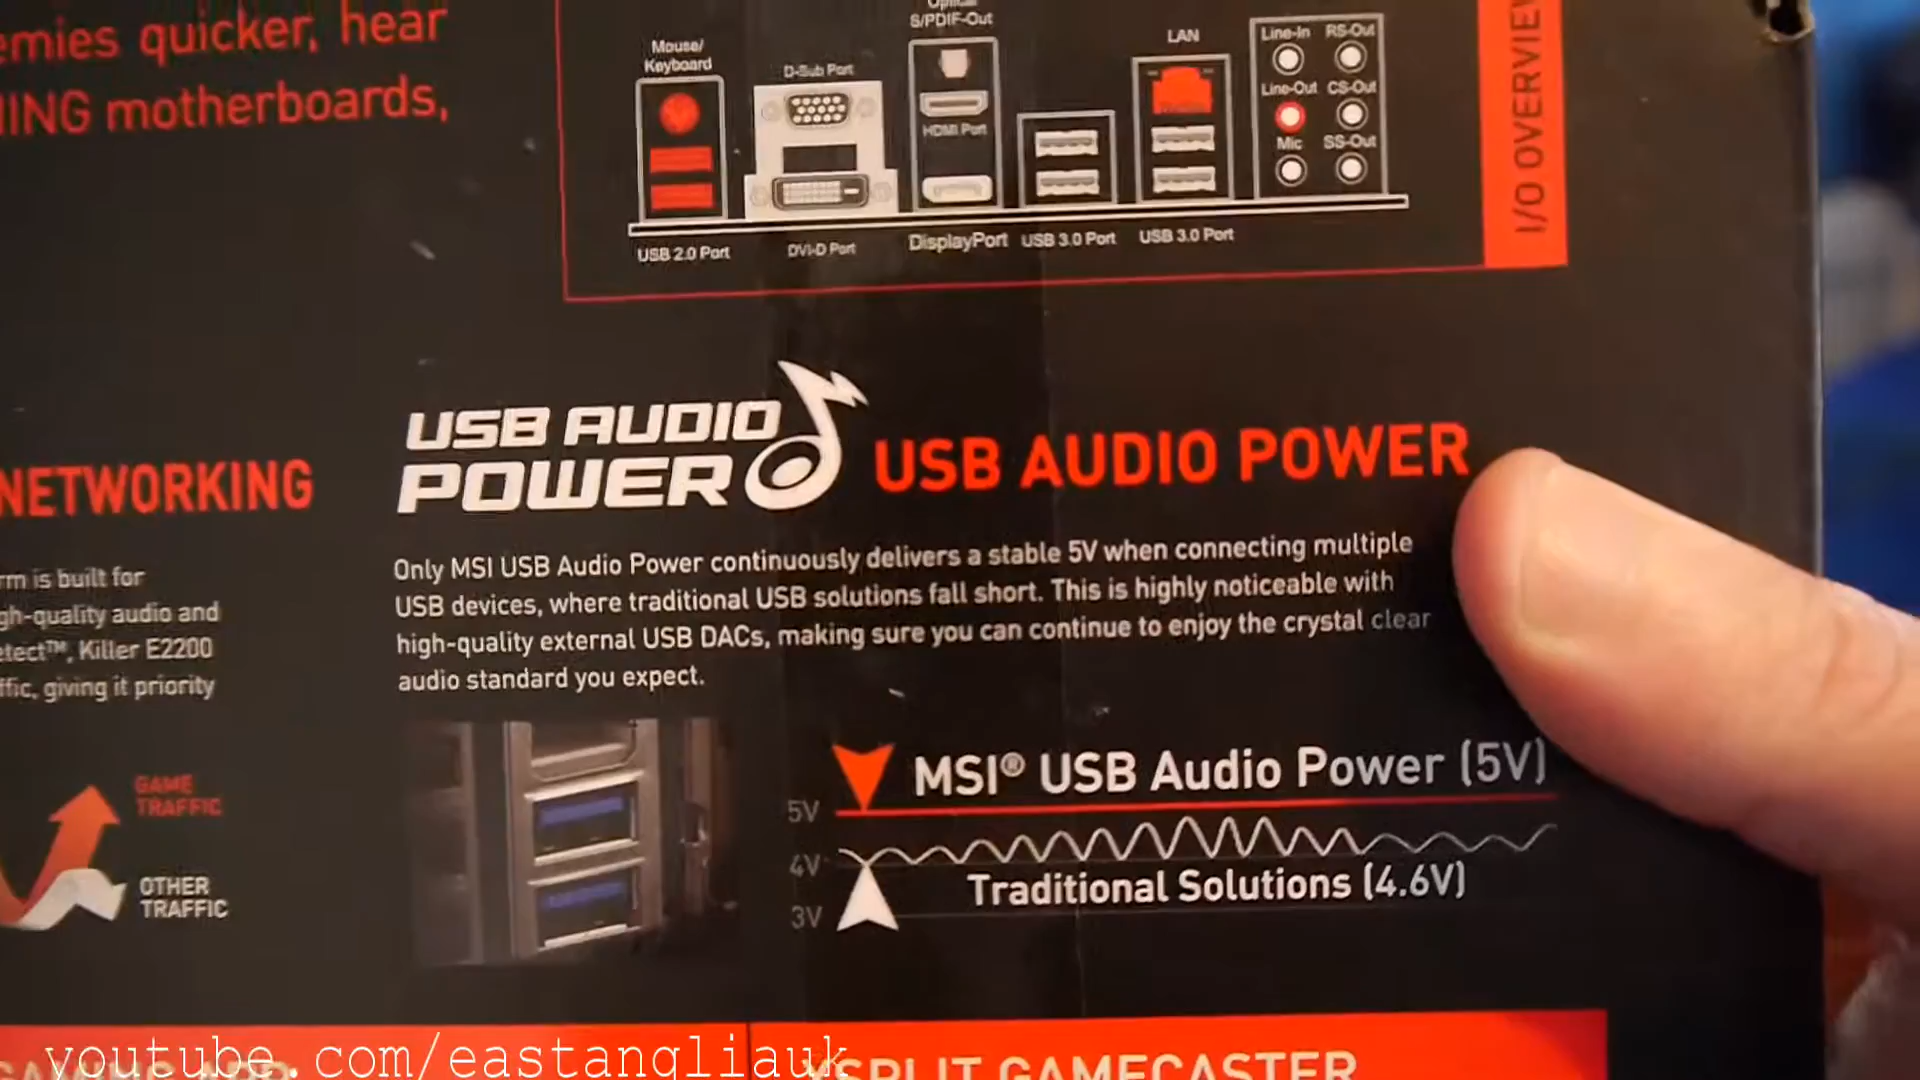 emies quicker, hear
motherboards,
Optical
S/PDIF-Out
Mouse/
Keyboard
D-Sub Port
HDMI Port
LAN
Line-In RS-Out
Line-Out CS-Out
Mic SS-Out
USB 2.0 Port
DVI-D Port
DisplayPort
USB 3.0 Port
USB 3.0 Port
I/O OVERVIEW
NETWORKING
USB AUDIO
POWER
USB AUDIO POWER
Only MSI USB Audio Power continuously delivers a stable 5V when connecting multiple
USB devices, where traditional USB solutions fall short. This is highly noticeable with
high-quality external USB DACs, making sure you can continue to enjoy the crystal clear
audio standard you expect.
rm is built for
gh-quality audio and
etect™, Killer E2200
ffic, giving it priority
GAME
TRAFFIC
OTHER
TRAFFIC
MSI® USB Audio Power (5V)
5V
4V
3V
Traditional Solutions (4.6V)
youtube.com/eastangliauk
SPLIT GAMECASTER